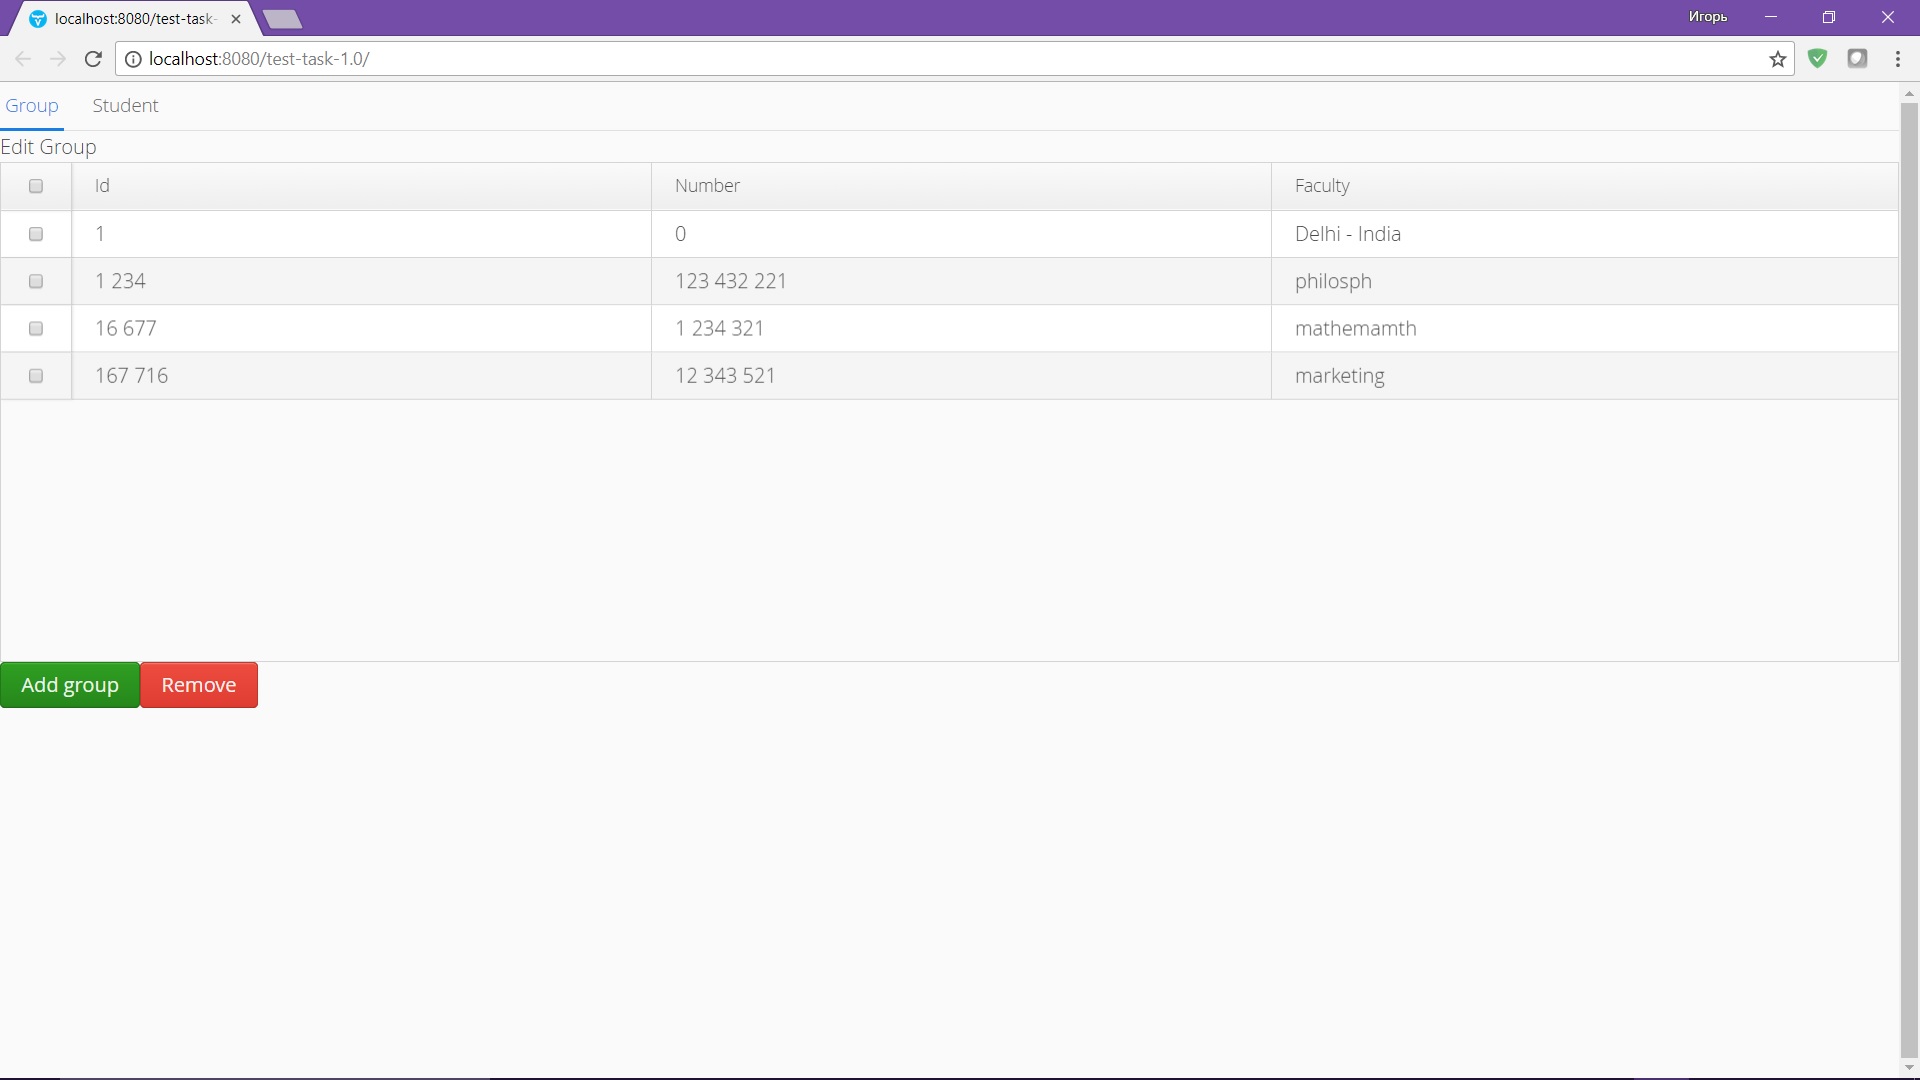 localhost:8080/test-task-
Игорь
localhost:8080/test-task-1.0/
Group Student
Edit Group
Id Number Faculty
1 0 Delhi - India
1 234 123 432 221 philosph
16 677 1 234 321 mathemamth
167 716 12 343 521 marketing
Add group Remove